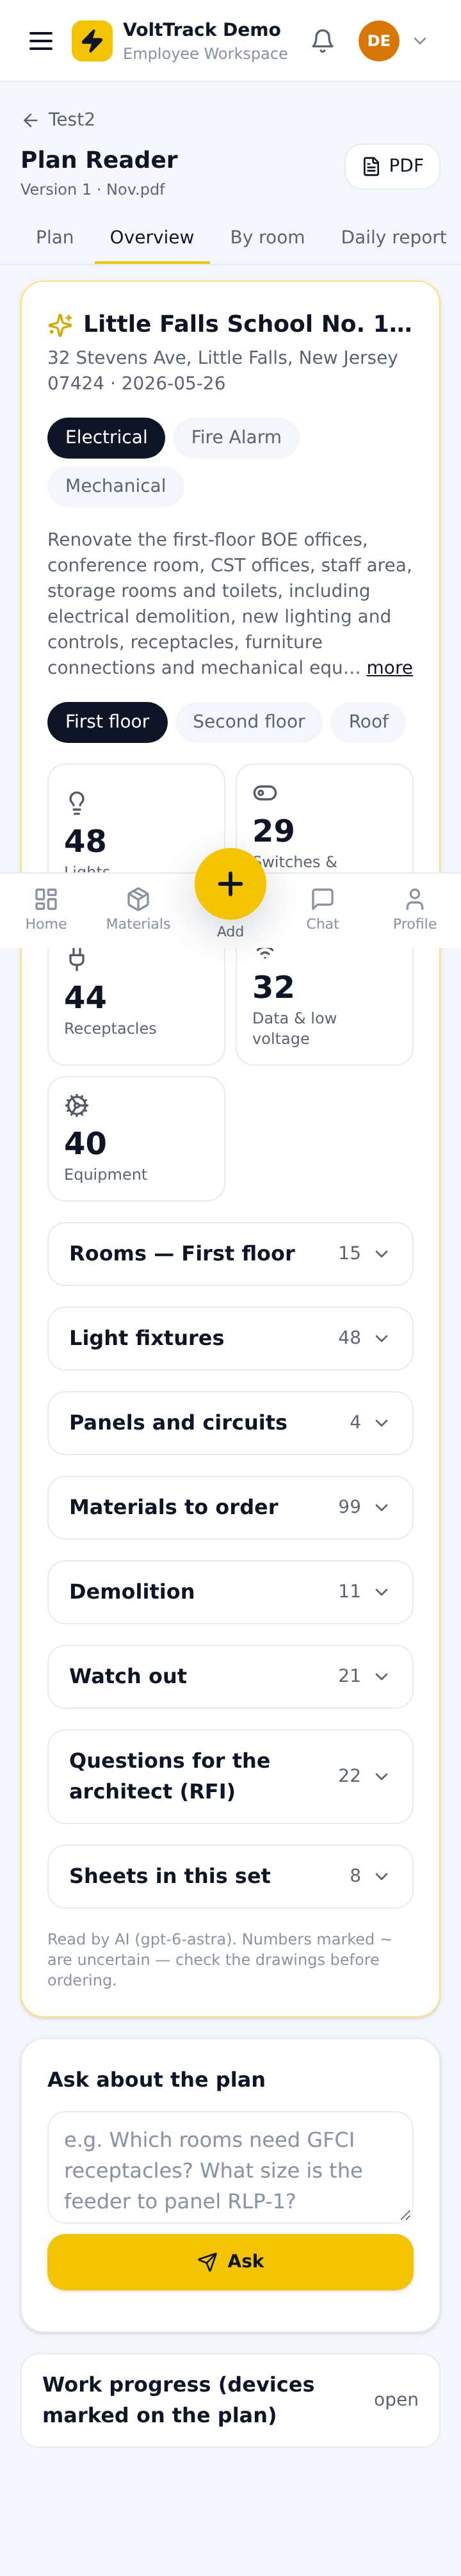 VoltTrack Demo
Employee Workspace
DE
Test2
Plan Reader
Version 1 · Nov.pdf
PDF
Plan
Overview
By room
Daily report
Little Falls School No. 1...
32 Stevens Ave, Little Falls, New Jersey
07424 · 2026-05-26
Electrical
Fire Alarm
Mechanical
Renovate the first-floor BOE offices,
conference room, CST offices, staff area,
storage rooms and toilets, including
electrical demolition, new lighting and
controls, receptacles, furniture
connections and mechanical equ... more
First floor
Second floor
Roof
48
Lights
29
Switches &
Home
Materials
Add
Chat
Profile
44
Receptacles
32
Data & low
voltage
40
Equipment
Rooms — First floor 15
Light fixtures 48
Panels and circuits 4
Materials to order 99
Demolition 11
Watch out 21
Questions for the
architect (RFI) 22
Sheets in this set 8
Read by AI (gpt-6-astra). Numbers marked ~
are uncertain — check the drawings before
ordering.
Ask about the plan
e.g. Which rooms need GFCI
receptacles? What size is the
feeder to panel RLP-1?
Ask
Work progress (devices
marked on the plan)
open